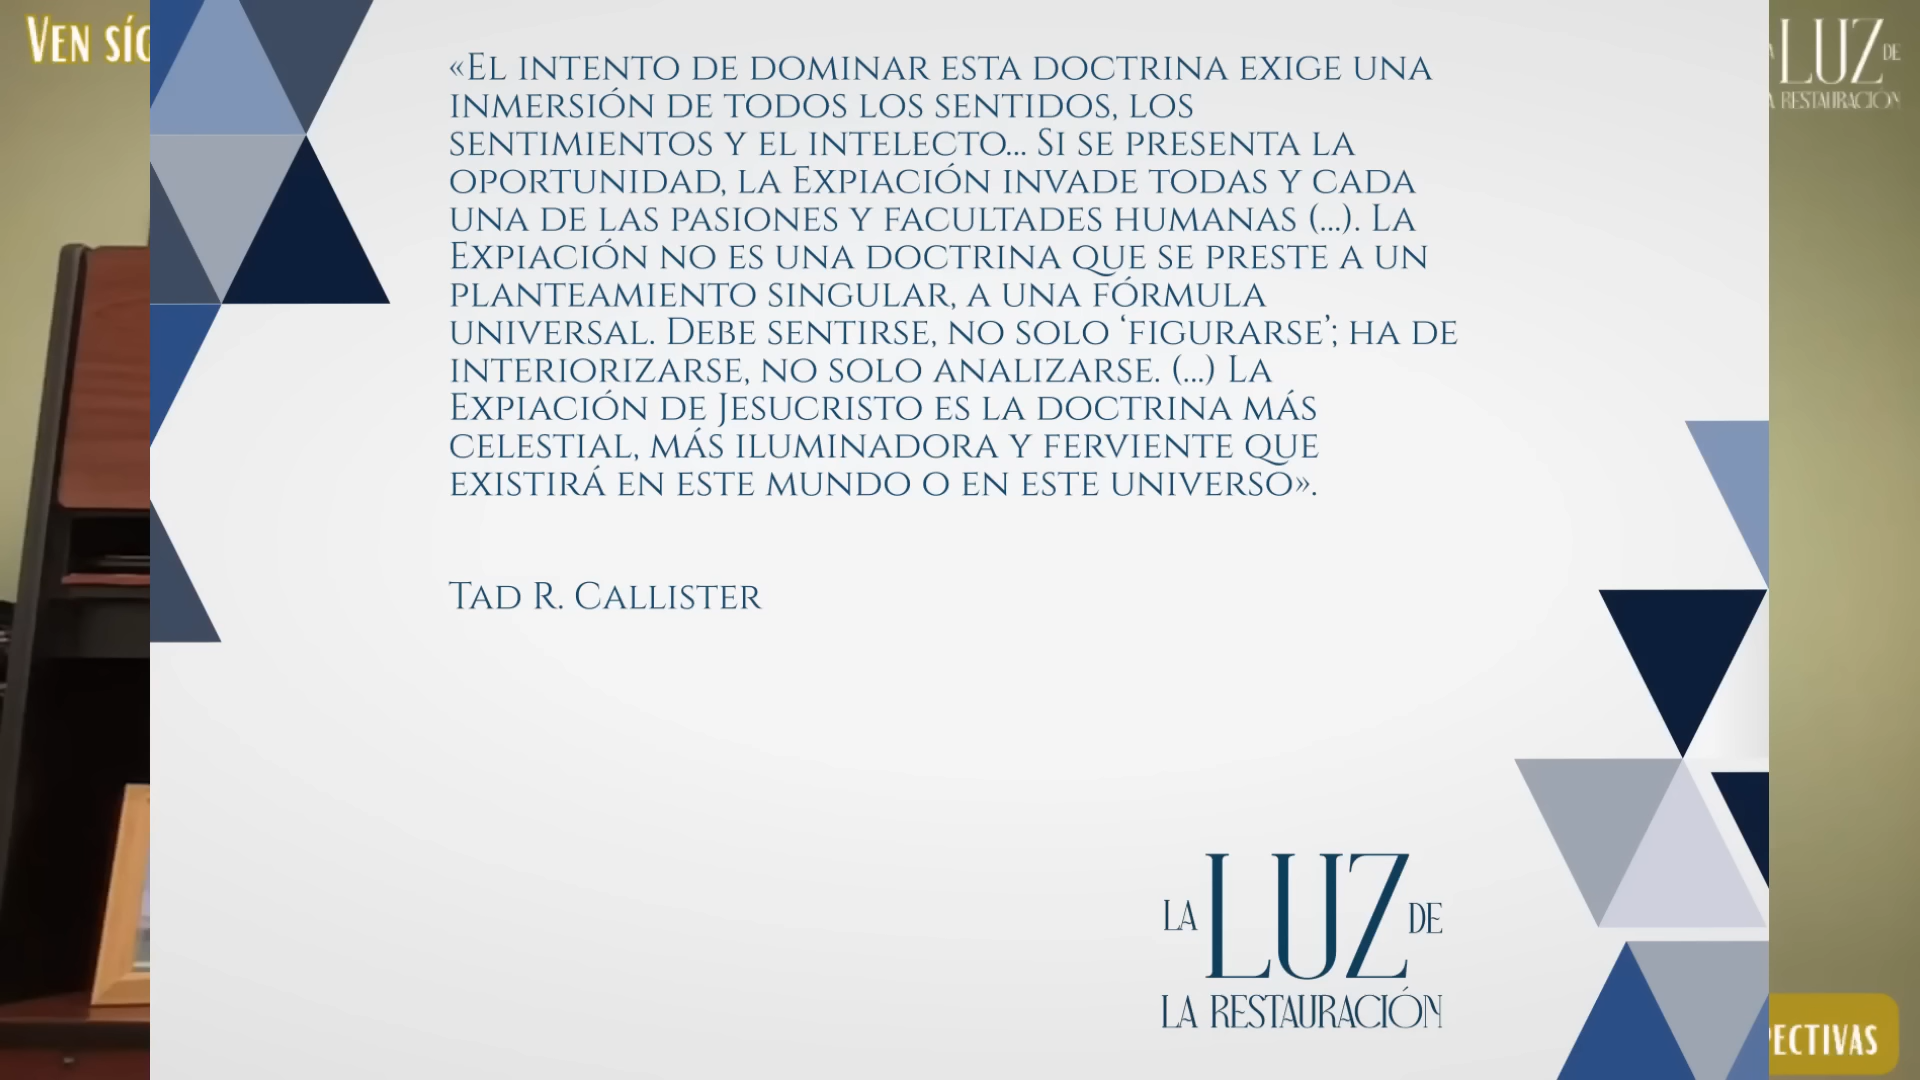 Ven síg
«El intento de dominar esta doctrina exige una
inmersión de todos los sentidos, los
sentimientos y el intelecto... Si se presenta la
oportunidad, la Expiación invade todas y cada
una de las pasiones y facultades humanas (...). La
Expiación no es una doctrina que se preste a un
planteamiento singular, a una fórmula
universal. Debe sentirse, no solo ‘figurarse’; ha de
interiorizarse, no solo analizarse. (...) La
Expiación de Jesucristo es la doctrina más
celestial, más iluminadora y ferviente que
existirá en este mundo o en este universo».
Tad R. Callister
LA LUZ DE
LA RESTAURACIÓN
LUZ DE
A RESTAURACIÓN
PECTIVAS